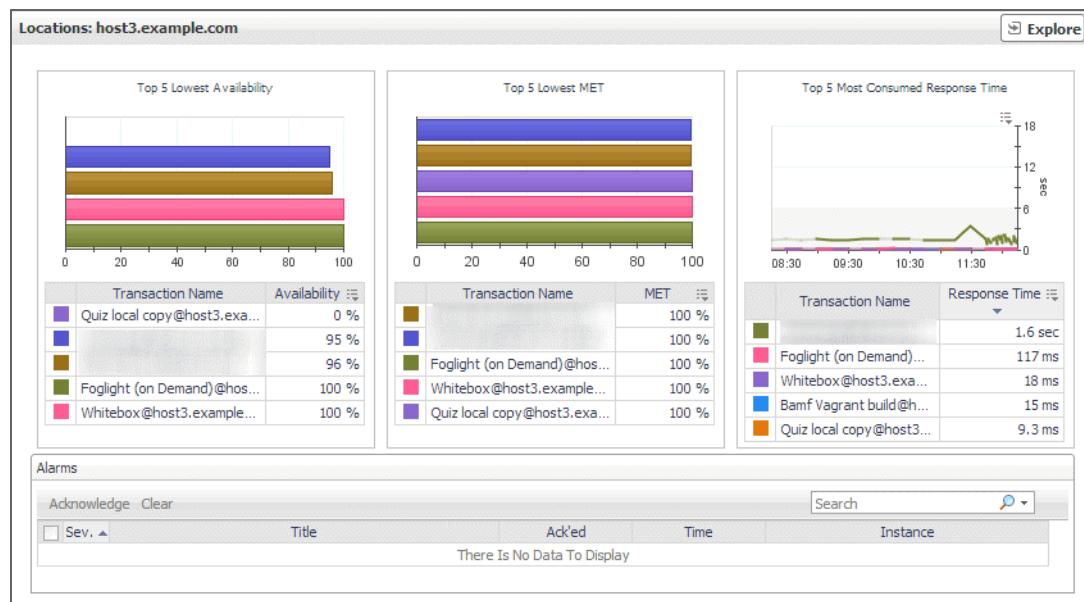 Locations: host3.example.com
Explore
Top 5 Lowest Availability
0 20 40 60 80 100
Transaction Name Availability
Quiz local copy@host3.exa... 0 %
95 %
96 %
Foglight (on Demand)@hos... 100 %
Whitebox@host3.example... 100 %
Top 5 Lowest MET
0 20 40 60 80 100
Transaction Name MET
100 %
100 %
Foglight (on Demand)@hos... 100 %
Whitebox@host3.example... 100 %
Quiz local copy@host3.exa... 100 %
Top 5 Most Consumed Response Time
18
12
sec
6
0
08:30 09:30 10:30 11:30
Transaction Name Response Time
1.6 sec
Foglight (on Demand)... 117 ms
Whitebox@host3.exa... 18 ms
Bamf Vagrant build@h... 15 ms
Quiz local copy@host3... 9.3 ms
Alarms
Acknowledge Clear
Search
Sev. Title Ack'ed Time Instance
There Is No Data To Display